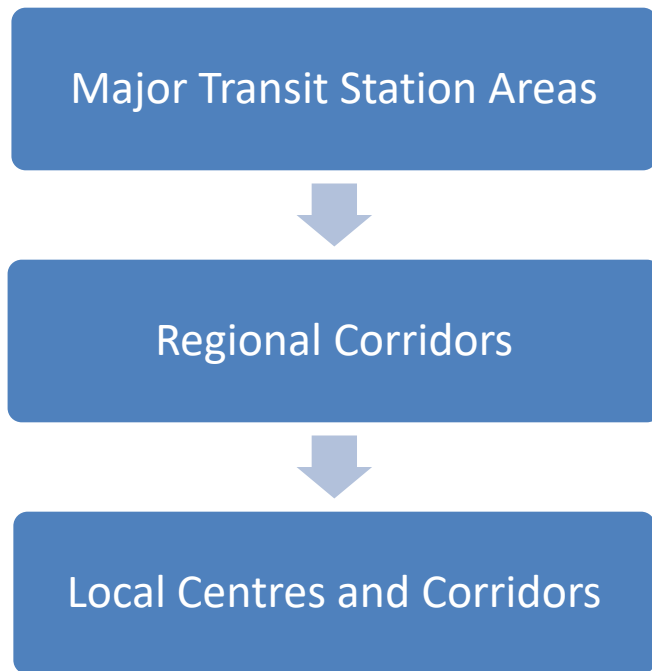 Major Transit Station Areas
Regional Corridors
Local Centres and Corridors